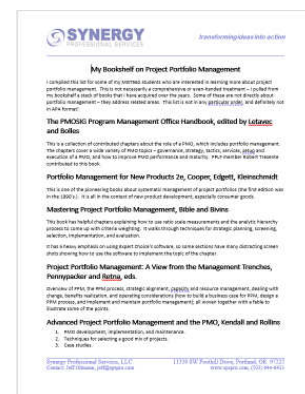 SYNERGY
PROFESSIONAL SERVICES
transforming ideas into action
My Bookshelf on Project Portfolio Management
I compiled this list for some of my students who are interested in learning more about project
portfolio management. This is not necessarily a comprehensive or even-handed treatment – I pulled from
my bookshelf a stack of books that I have acquired over the years. Some of these are not directly about
portfolio management – they address related areas. This list is not in any particular order, and definitely not
in APA format!
The PMOSIG Program Management Office Handbook, ed by Letavec
and Bolles
This is a collection of contributed chapters about the role of a PMO, which includes portfolio management.
The chapters cover a wide variety of PMO topics – governance, strategy, tactics, services, setup and
execution of a PMO, and how to improve PMO performance and maturity. member Robert
contributed to this book.
Portfolio Management for New Products 2e, Cooper, Edgett, Kleinschmidt
This is one of the pioneering books about systematic management of project portfolios (the first edition was
in the 1990's). It is all in the context of new product development, especially consumer goods.
Mastering Project Portfolio Management, Bible and Bivins
This book has helpful chapters explaining how to use ratio scale measurements and the analytic hierarchy
process to come up with criteria weighting. It walks through techniques for strategic planning, screening,
selection, implementation, and evaluation.
It has a heavy emphasis on using Expert Choice's software, so some sections have many distracting screen
shots showing how to use the software to implement the topic of the chapter.
Project Portfolio Management: A View from the Management Trenches,
Pennypacker and Retna, eds.
Overview of PPM, the PPM process, strategic alignment, capacity and resource management, dealing with
change, benefits realization, and operating considerations (how to build a business case for PPM, design a
PPM process, and implement and maintain portfolio management); all woven together with a fable to
illustrate some of the points.
Advanced Project Portfolio Management and the PMO, Kendall and Rollins
1. PMO development, implementation, and maintenance.
2. Techniques for selecting a good mix of projects.
3. Case studies.
Synergy Professional Services, LLC
Portland, OR 97225
Contact: Jeff